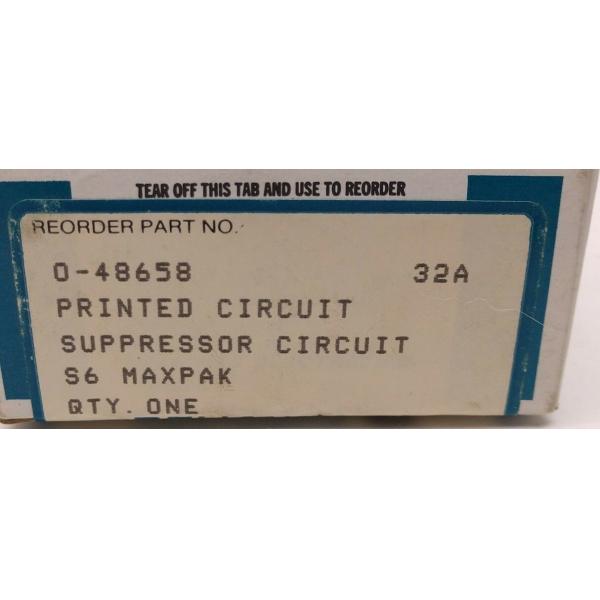 TEAR OFF THIS TAB AND USE TO REORDER
REORDER PART NO.
0-48658 32A
PRINTED CIRCUIT
SUPPRESSOR CIRCUIT
S6 MAXPAK
QTY. ONE